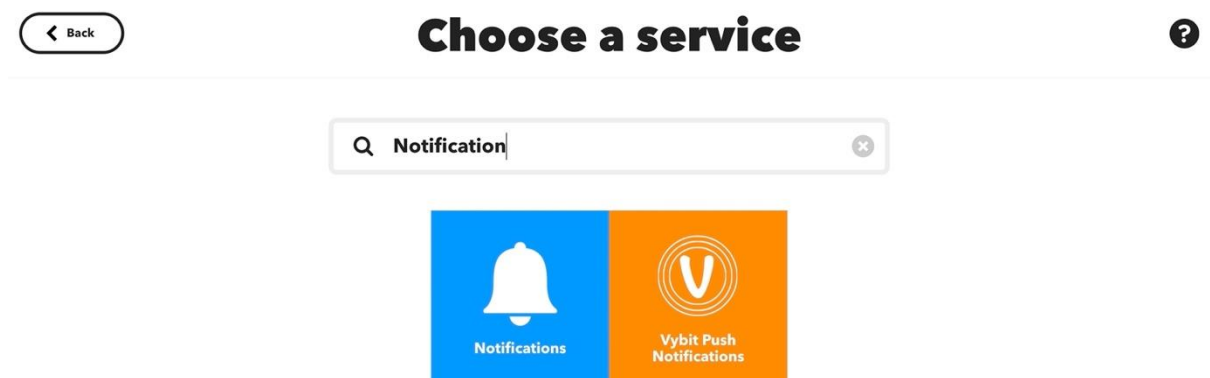 Back
Choose a service
?
Notification
Notifications
V
Vybit Push
Notifications